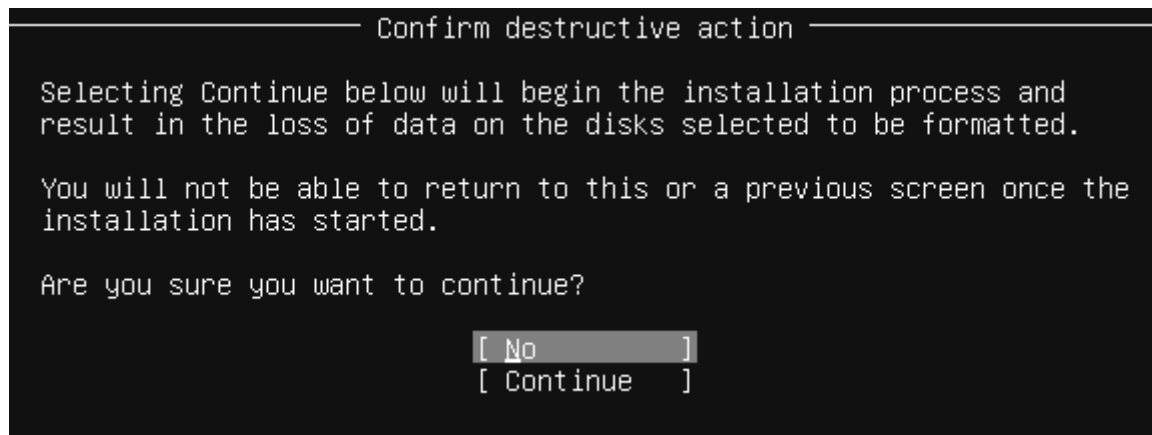 Confirm destructive action
Selecting Continue below will begin the installation process and
result in the loss of data on the disks selected to be formatted.
You will not be able to return to this or a previous screen once the
installation has started.
Are you sure you want to continue?
[ No ]
[ Continue ]